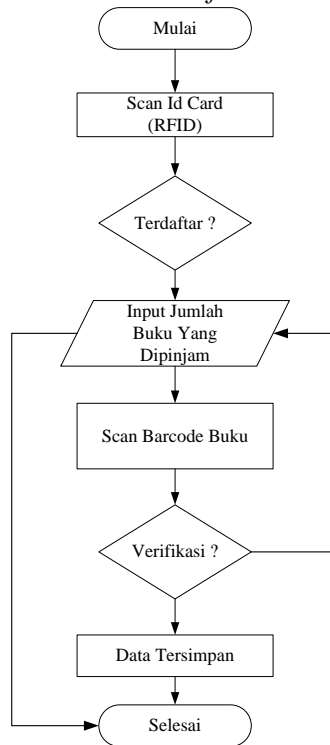 Mulai
Scan Id Card
(RFID)
Terdaftar ?
Input Jumlah
Buku Yang
Dipinjam
Scan Barcode Buku
Verifikasi ?
Data Tersimpan
Selesai